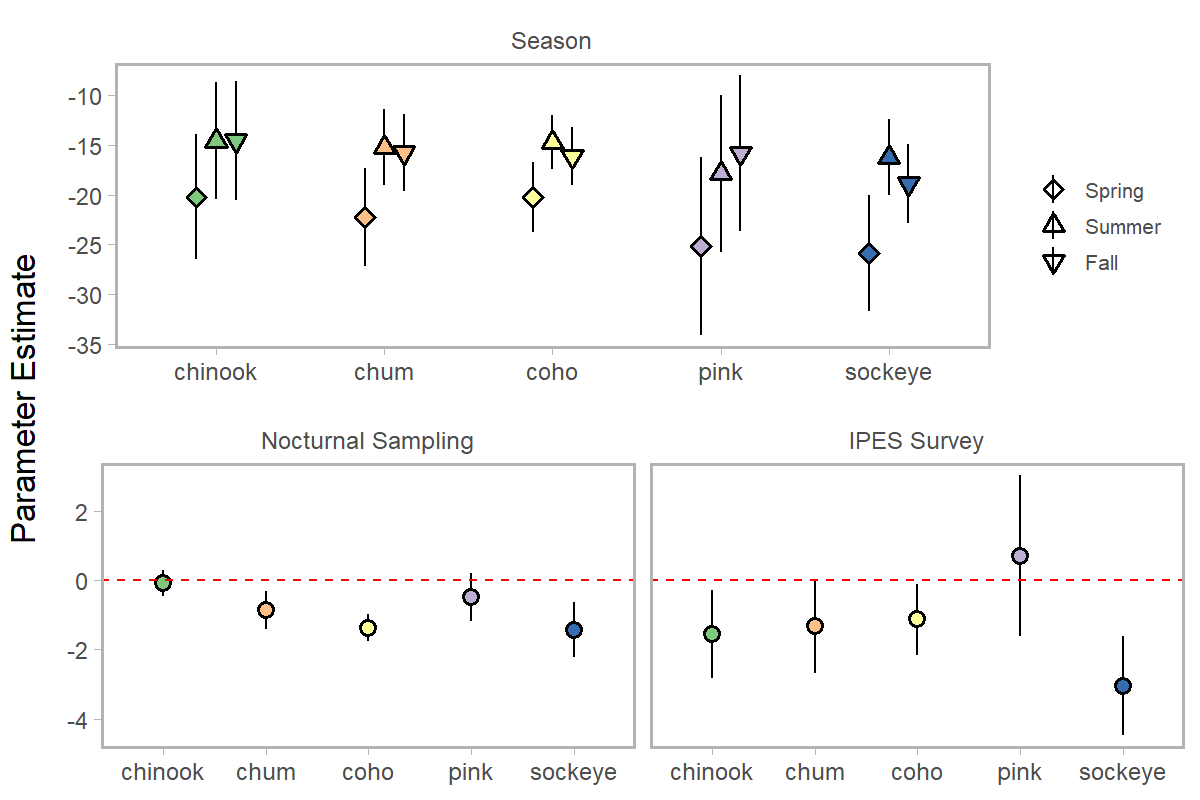 Season
Parameter Estimate
-10
-15
-20
-25
-30
-35
chinook chum coho pink sockeye
Spring
Summer
Fall
Nocturnal Sampling
IPES Survey
2
0
-2
-4
chinook chum coho pink sockeye
chinook chum coho pink sockeye